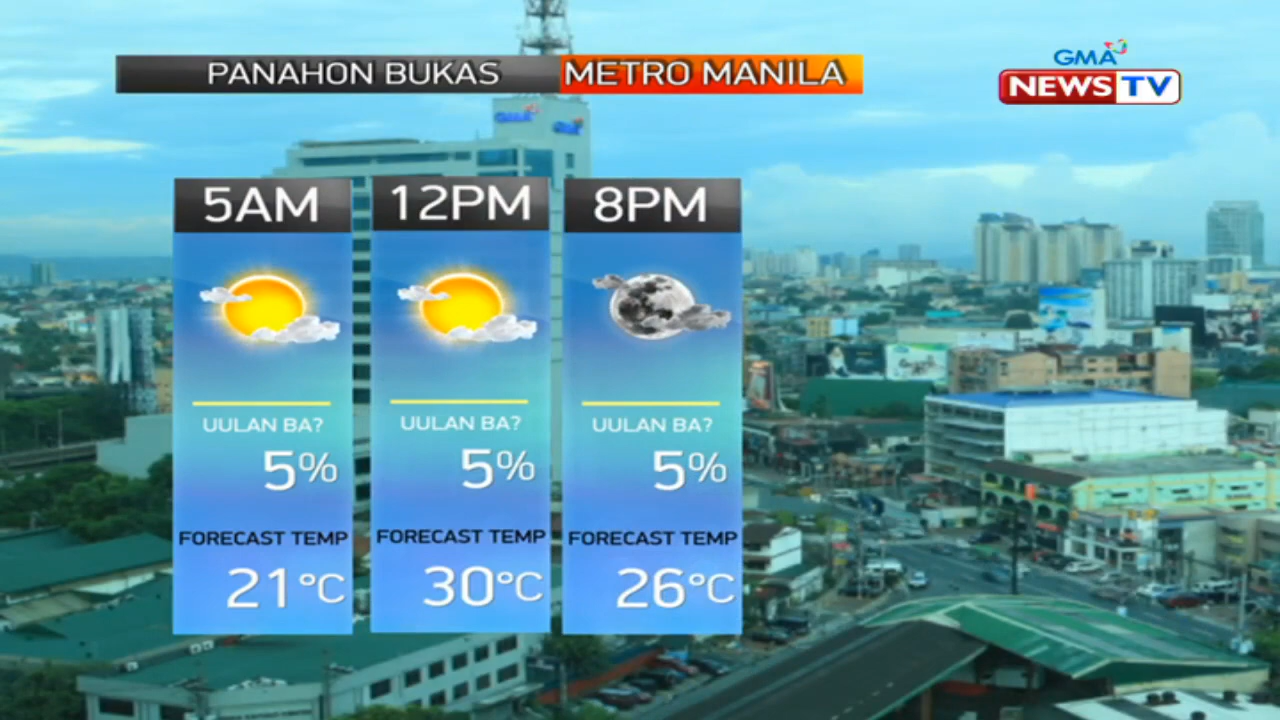 PANAHON BUKAS METRO MANILA
GMA
NEWS TV
GMA
5AM
UULAN BA?
5%
FORECAST TEMP
21°C
12PM
UULAN BA?
5%
FORECAST TEMP
30°C
8PM
UULAN BA?
5%
FORECAST TEMP
26°C